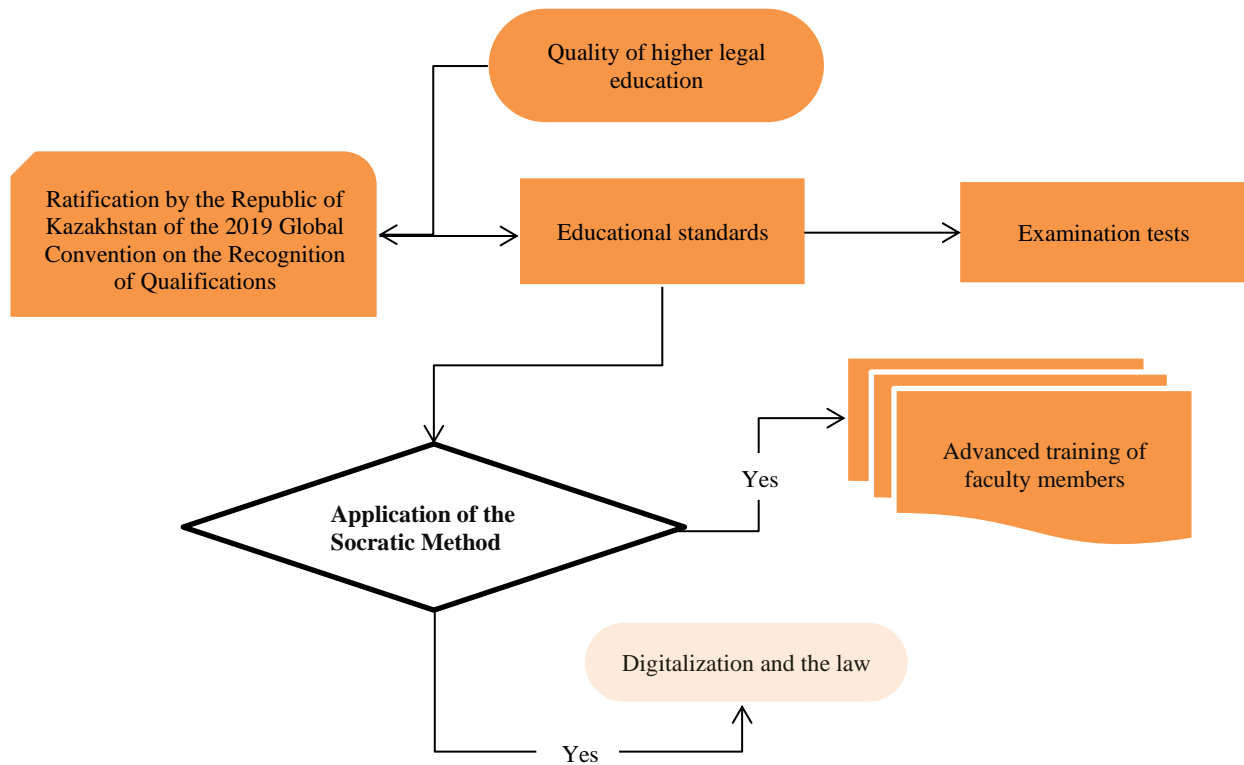 Quality of higher legal
education
Ratification by the Republic of
Kazakhstan of the 2019 Global
Convention on the Recognition
of Qualifications
Educational standards
Examination tests
Advanced training of
faculty members
Yes
Application of the
Socratic Method
Digitalization and the law
Yes